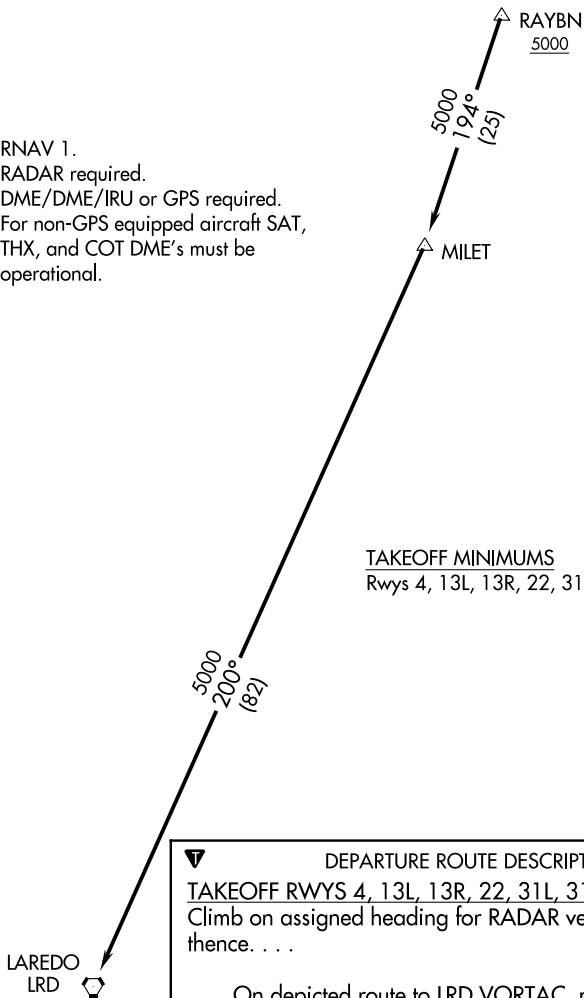 RAYBN
5000
5000
194°
(25)
RNAV 1.
RADAR required.
DME/DME/IRU or GPS required.
For non-GPS equipped aircraft SAT,
THX, and COT DME's must be
operational.
MILET
TAKEOFF MINIMUMS
Rwys 4, 13L, 13R, 22, 31
5000
200°
(82)
T
DEPARTURE ROUTE
TAKEOFF RWYS 4, 13L, 13R, 22, 31L,
Climb on assigned heading for RADAR
thence. . . .
LAREDO
LRD
On depicted route to LRD VORTAC,